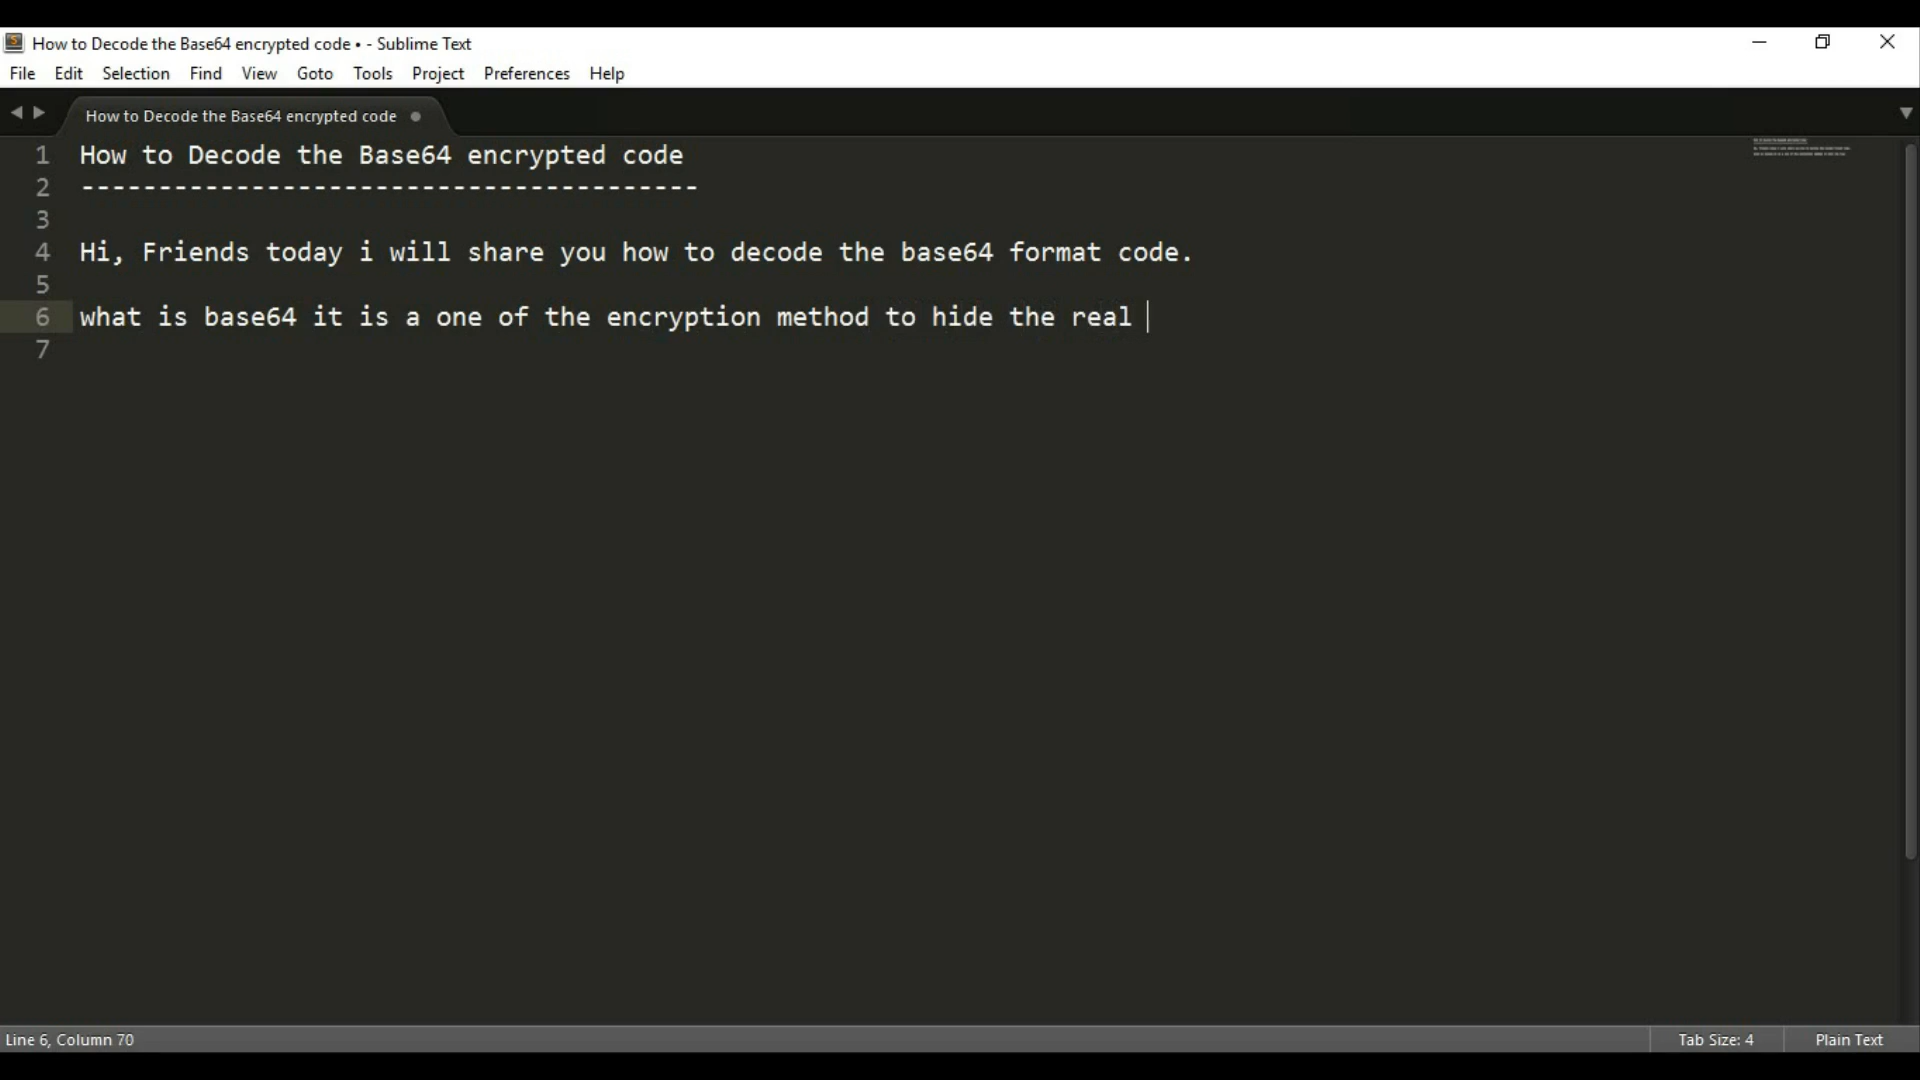 How to Decode the Base64 encrypted code • - Sublime Text
File Edit Selection Find View Goto Tools Project Preferences Help
How to Decode the Base64 encrypted code
1 How to Decode the Base64 encrypted code
2 ----------------------------------------
3
4 Hi, Friends today i will share you how to decode the base64 format code.
5
6 what is base64 it is a one of the encryption method to hide the real
7
Line 6, Column 70 Tab Size: 4 Plain Text